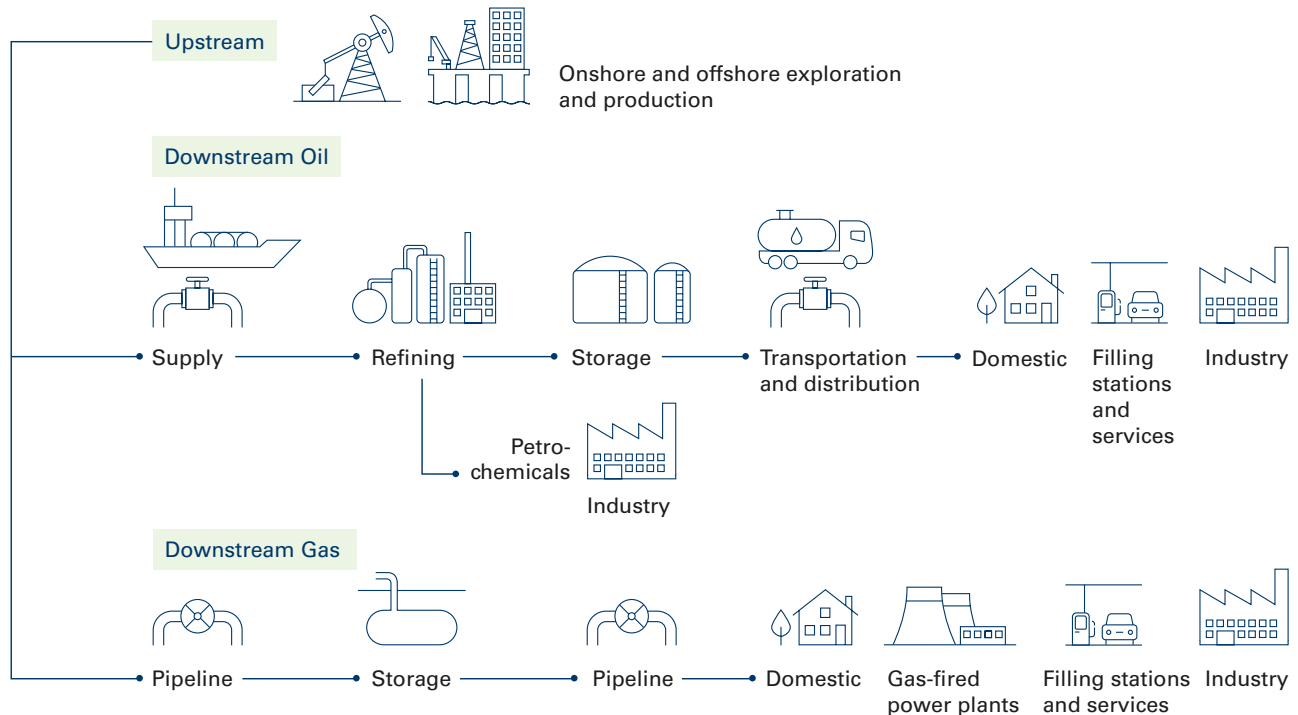 Upstream
Onshore and offshore exploration
and production
Downstream Oil
Supply
Refining
Storage
Transportation
and distribution
Domestic
Filling
stations
and
services
Industry
Petro-
chemicals
Industry
Downstream Gas
Pipeline
Storage
Pipeline
Domestic
Gas-fired
power plants
Filling stations
and services
Industry